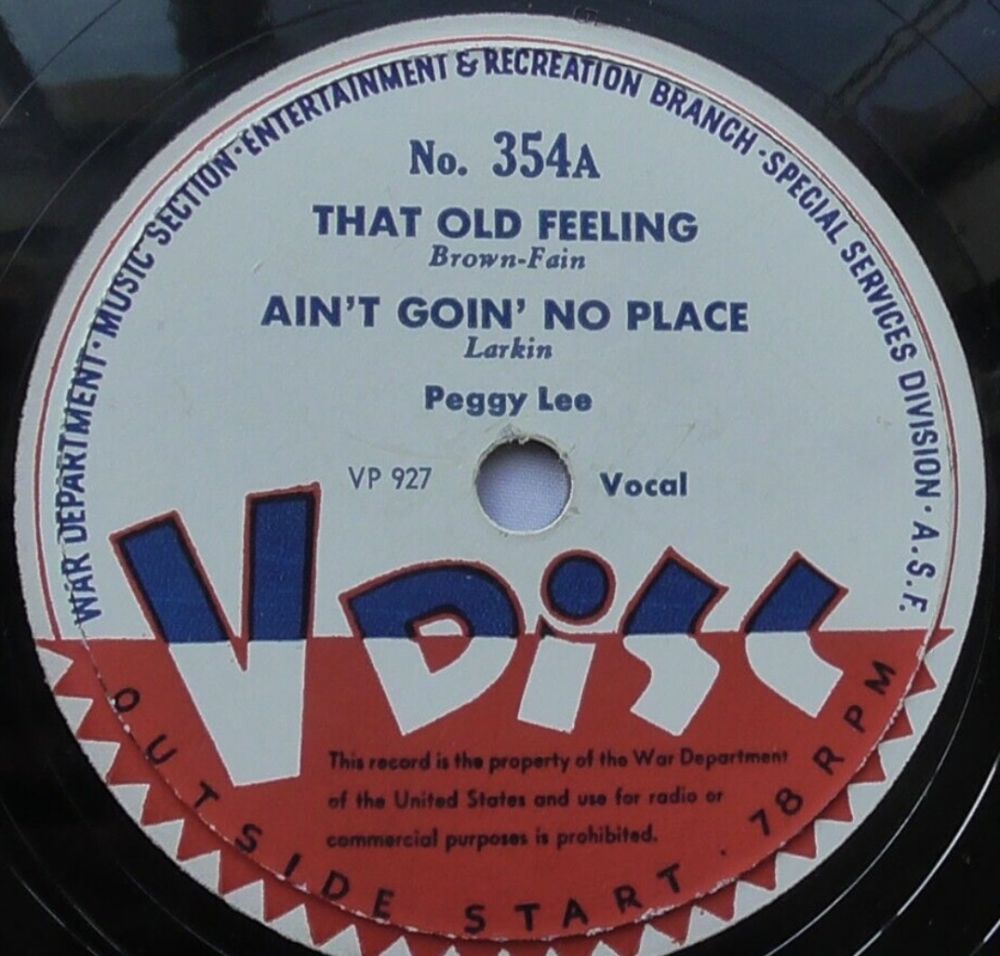 WAR DEPARTMENT · MUSIC SECTION · ENTERTAINMENT & RECREATION BRANCH · SPECIAL SERVICES DIVISION · A.S.F.
No. 354A
THAT OLD FEELING
Brown-Fain
AIN'T GOIN' NO PLACE
Larkin
Peggy Lee
VP 927
Vocal
V DiSC
This record is the property of the War Department
of the United States and use for radio or
commercial purposes is prohibited.
OUTSIDE START · 78 RPM